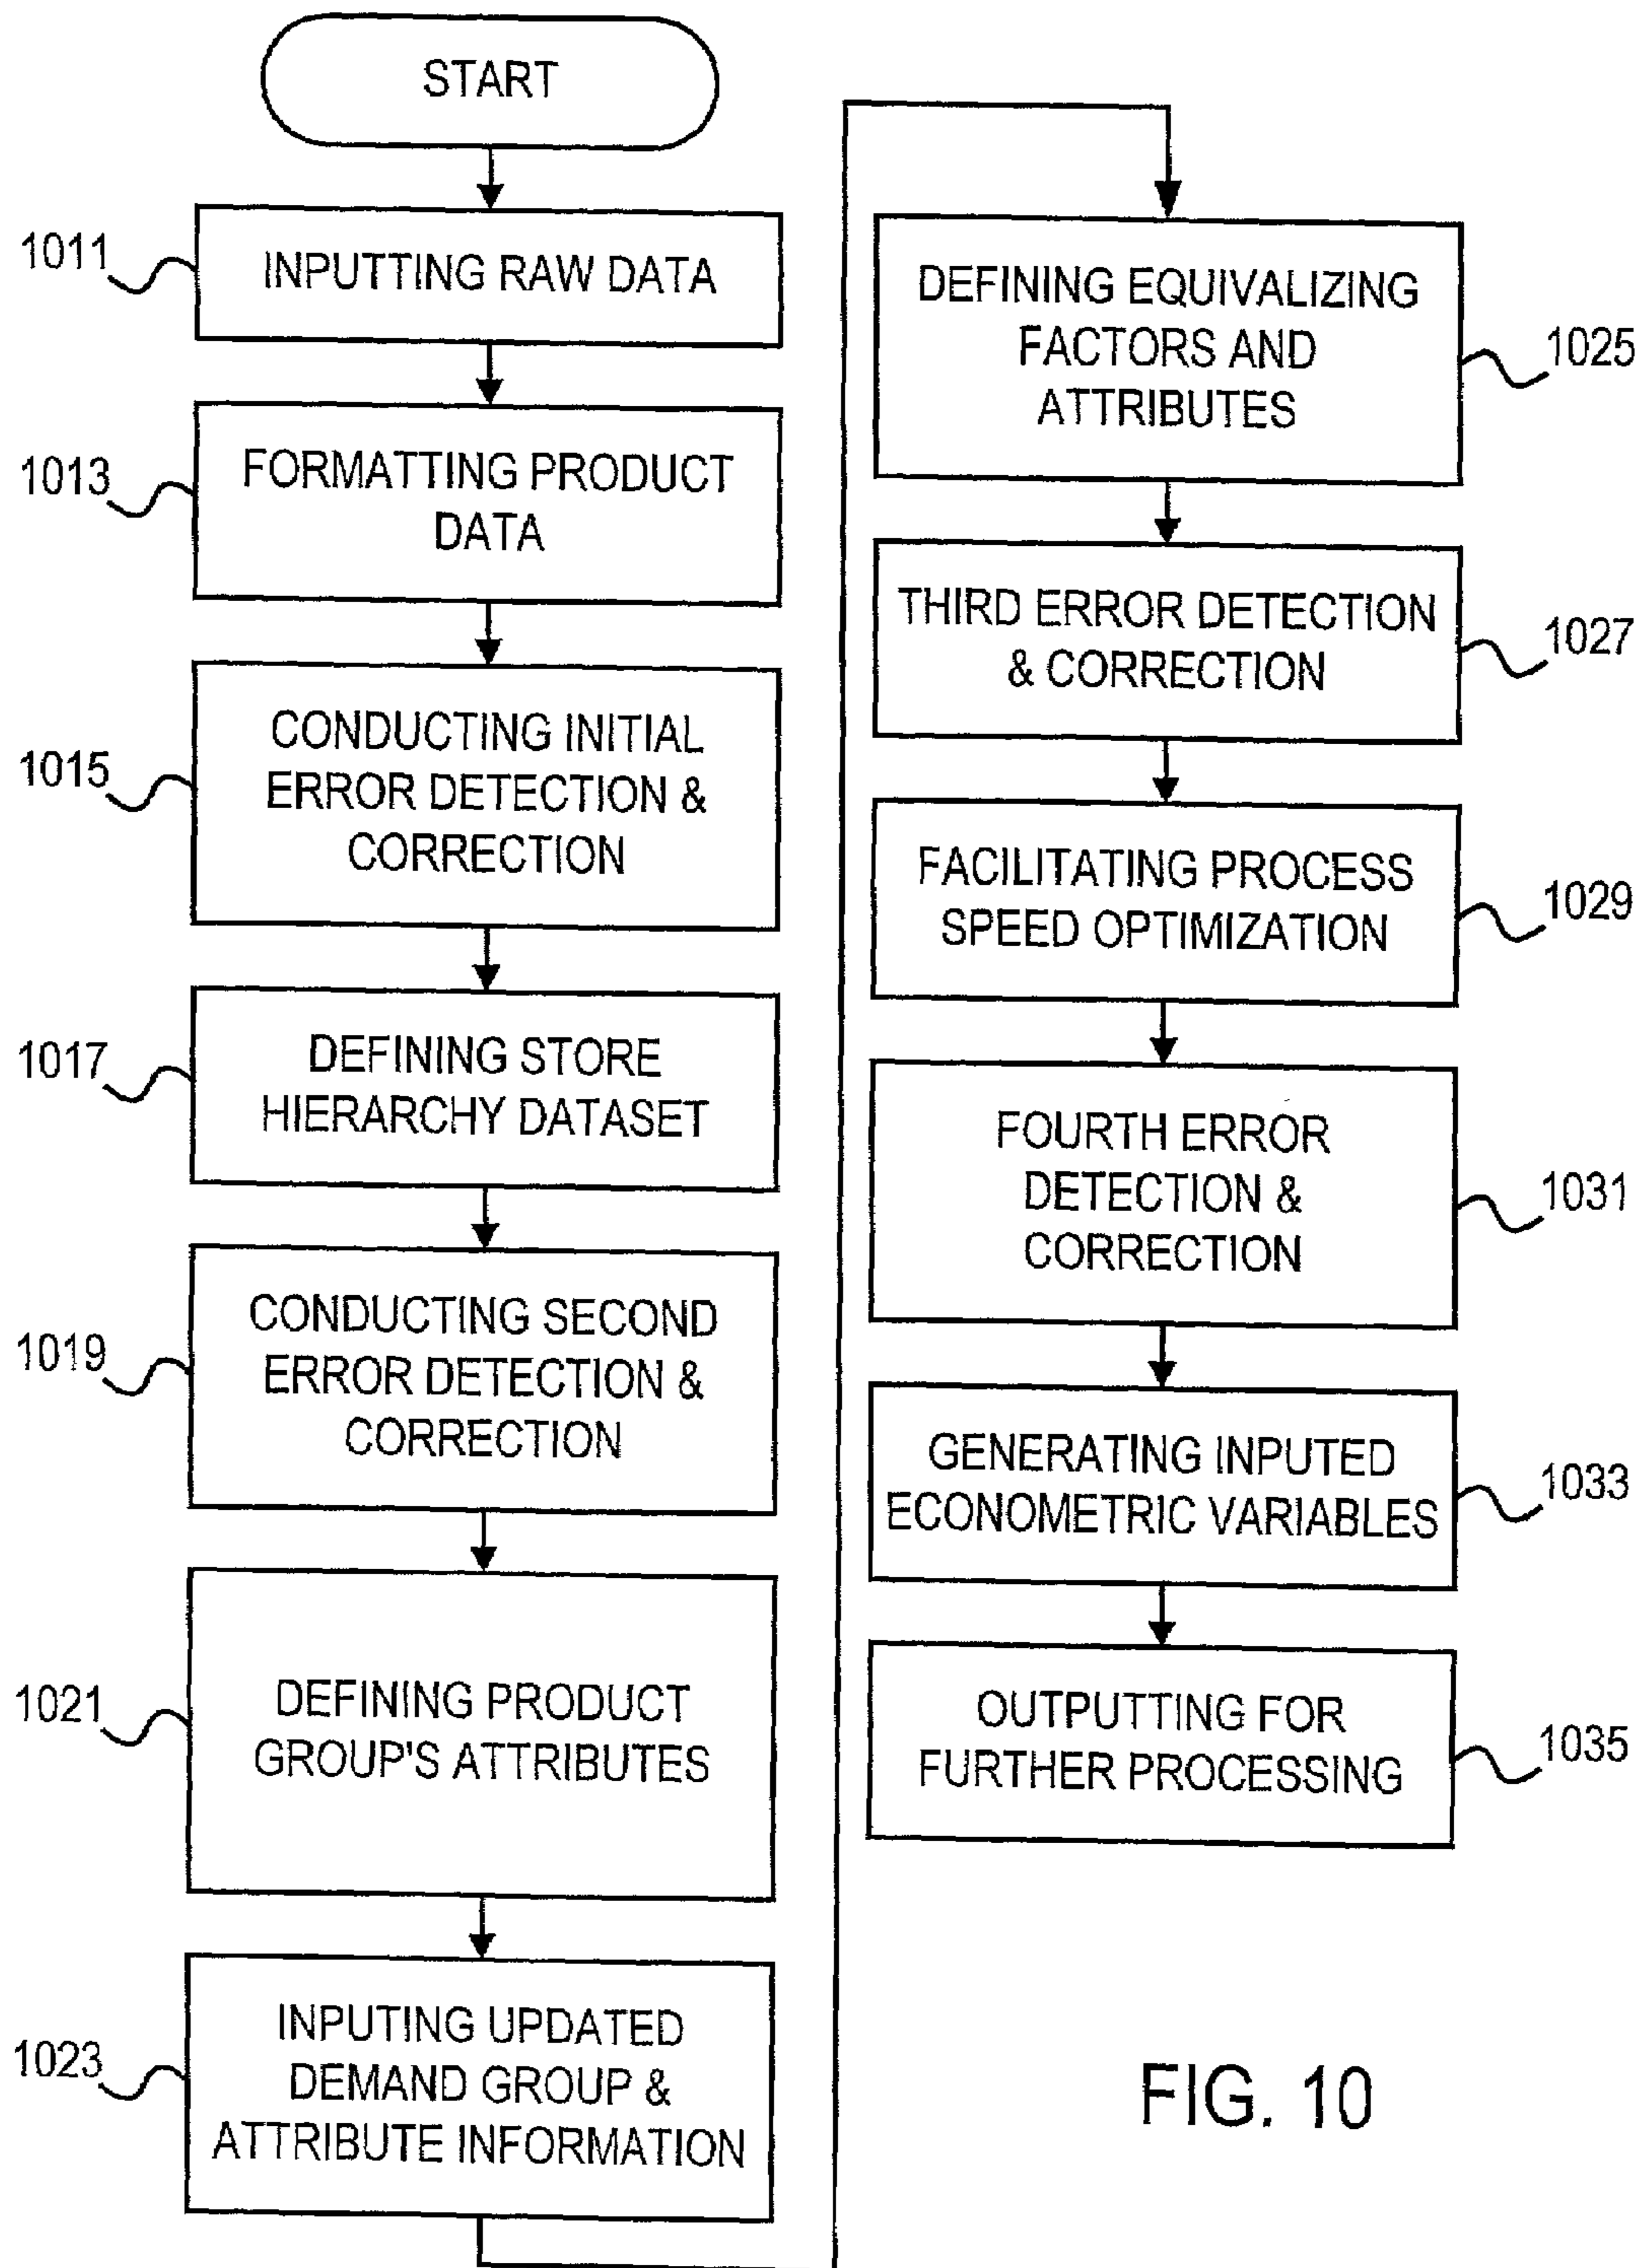 START
1011
INPUTTING RAW DATA
1013
FORMATTING PRODUCT
DATA
1015
CONDUCTING INITIAL
ERROR DETECTION &
CORRECTION
1017
DEFINING STORE
HIERARCHY DATASET
1019
CONDUCTING SECOND
ERROR DETECTION &
CORRECTION
1021
DEFINING PRODUCT
GROUP'S ATTRIBUTES
1023
INPUTING UPDATED
DEMAND GROUP &
ATTRIBUTE INFORMATION
DEFINING EQUIVALIZING
FACTORS AND
ATTRIBUTES
1025
THIRD ERROR DETECTION
& CORRECTION
1027
FACILITATING PROCESS
SPEED OPTIMIZATION
1029
FOURTH ERROR
DETECTION &
CORRECTION
1031
GENERATING INPUTED
ECONOMETRIC VARIABLES
1033
OUTPUTTING FOR
FURTHER PROCESSING
1035
FIG. 10